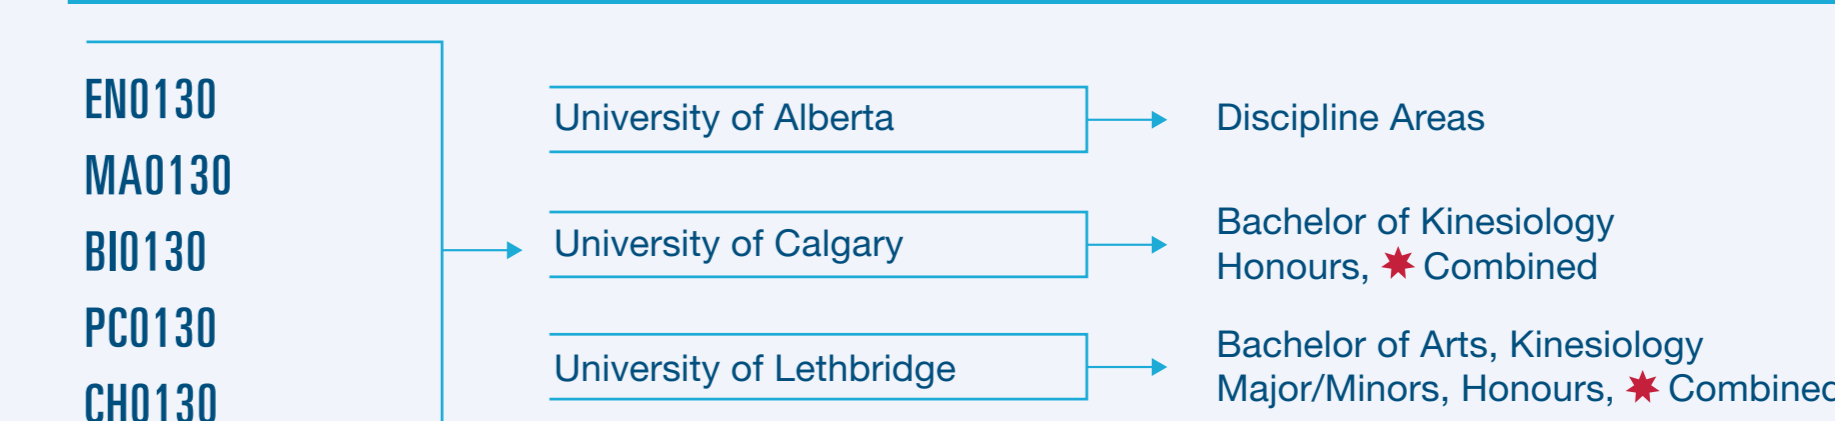 EN0130
MA0130
BI0130
PC0130
CH0130
University of Alberta
Discipline Areas
University of Calgary
Bachelor of Kinesiology
Honours, Combined
University of Lethbridge
Bachelor of Arts, Kinesiology
Major/Minors, Honours, Combined